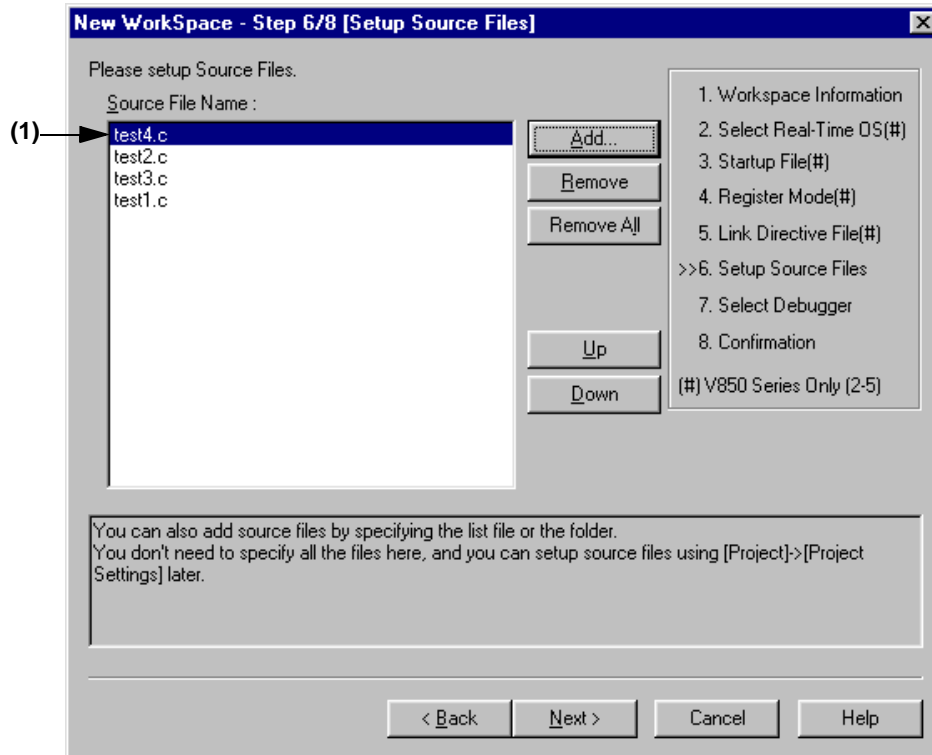 New WorkSpace - Step 6/8 [Setup Source Files]
Please setup Source Files.
Source File Name :
(1)
test4.c
test2.c
test3.c
test1.c
Add...
Remove
Remove All
Up
Down
1. Workspace Information
2. Select Real-Time OS(#)
3. Startup File(#)
4. Register Mode(#)
5. Link Directive File(#)
>>6. Setup Source Files
7. Select Debugger
8. Confirmation
(#) V850 Series Only (2-5)
You can also add source files by specifying the list file or the folder.
You don't need to specify all the files here, and you can setup source files using [Project]->[Project
Settings] later.
< Back
Next >
Cancel
Help